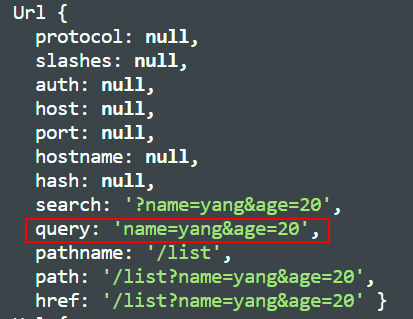 Url {
protocol: null,
slashes: null,
auth: null,
host: null,
port: null,
hostname: null,
hash: null,
search: '?name=yang&age=20',
query: 'name=yang&age=20',
pathname: '/list',
path: '/list?name=yang&age=20',
href: '/list?name=yang&age=20' }